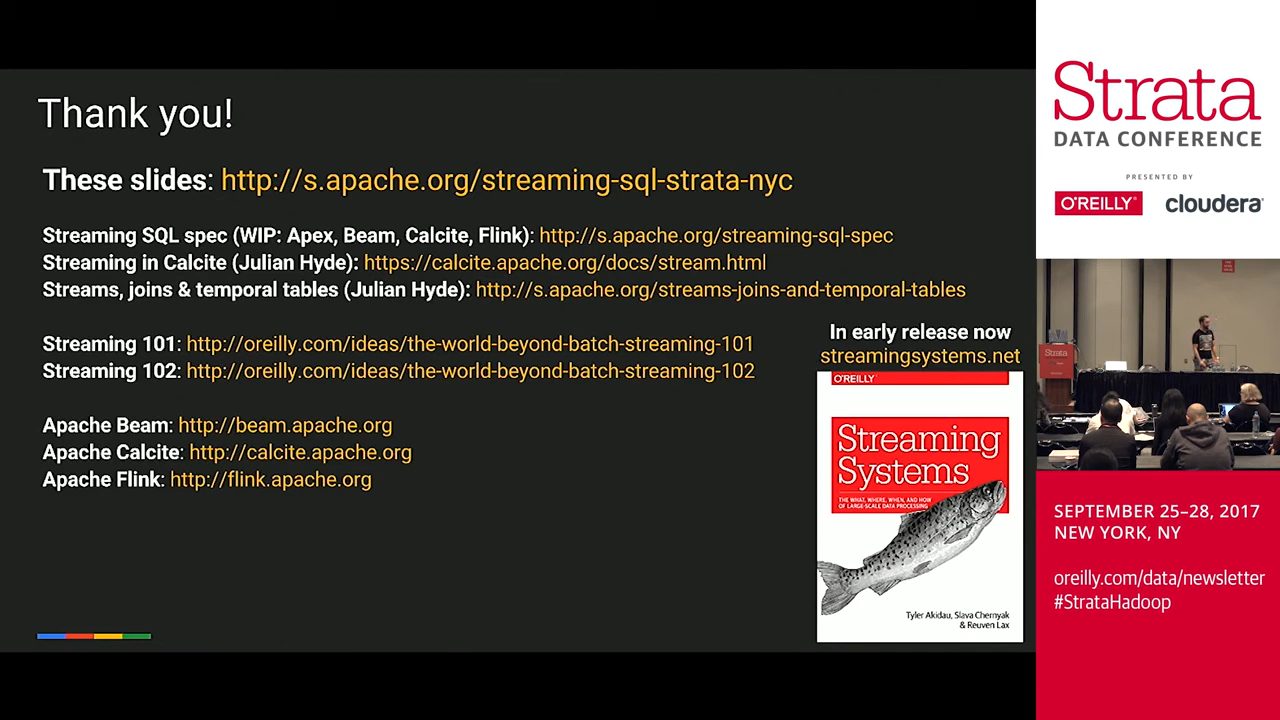 Thank you!
These slides: http://s.apache.org/streaming-sql-strata-nyc
Streaming SQL spec (WIP: Apex, Beam, Calcite, Flink): http://s.apache.org/streaming-sql-spec
Streaming in Calcite (Julian Hyde): https://calcite.apache.org/docs/stream.html
Streams, joins & temporal tables (Julian Hyde): http://s.apache.org/streams-joins-and-temporal-tables
Streaming 101: http://oreilly.com/ideas/the-world-beyond-batch-streaming-101
Streaming 102: http://oreilly.com/ideas/the-world-beyond-batch-streaming-102
Apache Beam: http://beam.apache.org
Apache Calcite: http://calcite.apache.org
Apache Flink: http://flink.apache.org
In early release now
streamingsystems.net
O'REILLY®
Streaming
Systems
THE WHAT, WHERE, WHEN, AND HOW
OF LARGE-SCALE DATA PROCESSING
Tyler Akidau, Slava Chernyak
& Reuven Lax
Strata
DATA CONFERENCE
PRESENTED BY
O'REILLY® cloudera®
Strata
SEPTEMBER 25–28, 2017
NEW YORK, NY
oreilly.com/data/newsletter
#StrataHadoop